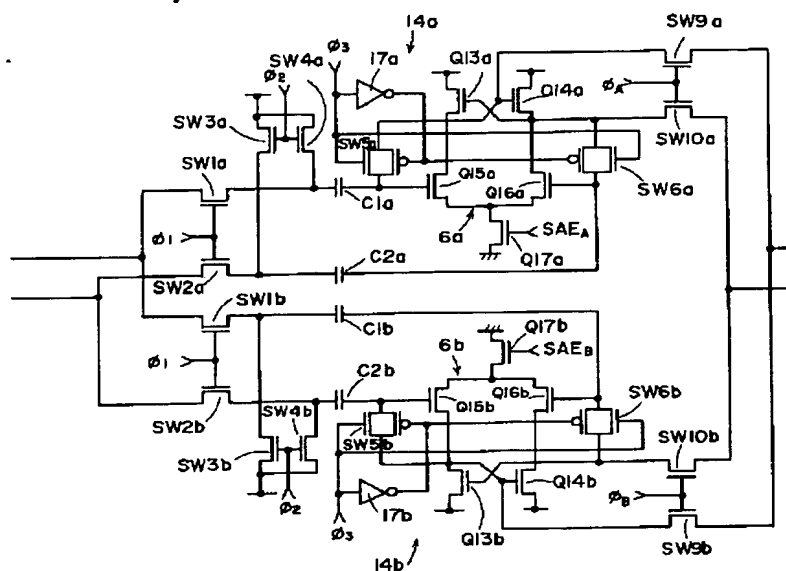 14a
SW9a
φ3
SW4a
17a
Q13a
φ2
Q14a
φA
SW3a
SW5a
SW10a
SW1a
Q15a
Q16a
SW6a
C1a
φ1
6a
SAEA
C2a
Q17a
SW2a
SW1b
C1b
Q17b
6b
SAEB
φ1
C2b
SW6b
Q15b
Q16b
SW2b
SW4b
SW5b
SW10b
SW3b
Q14b
φB
φ2
φ3
17b
Q13b
SW9b
14b